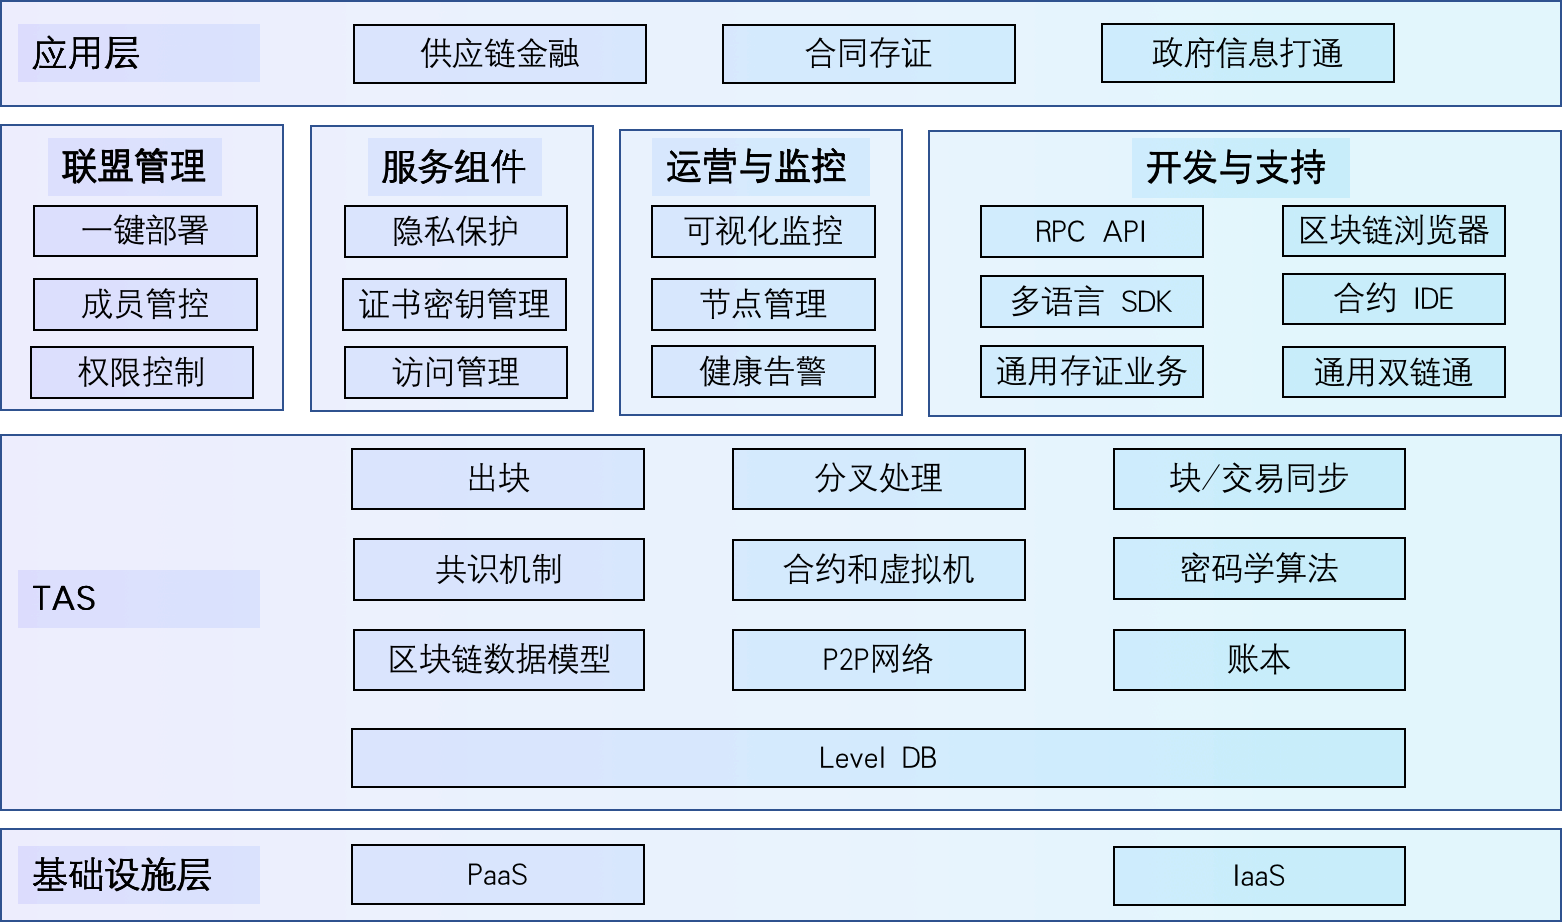 应用层
供应链金融
合同存证
政府信息打通
联盟管理
一键部署
成员管控
权限控制
服务组件
隐私保护
证书密钥管理
访问管理
运营与监控
可视化监控
节点管理
健康告警
开发与支持
RPC API
区块链浏览器
多语言 SDK
合约 IDE
通用存证业务
通用双链通
TAS
出块
分叉处理
块/交易同步
共识机制
合约和虚拟机
密码学算法
区块链数据模型
P2P网络
账本
Level DB
基础设施层
PaaS
IaaS